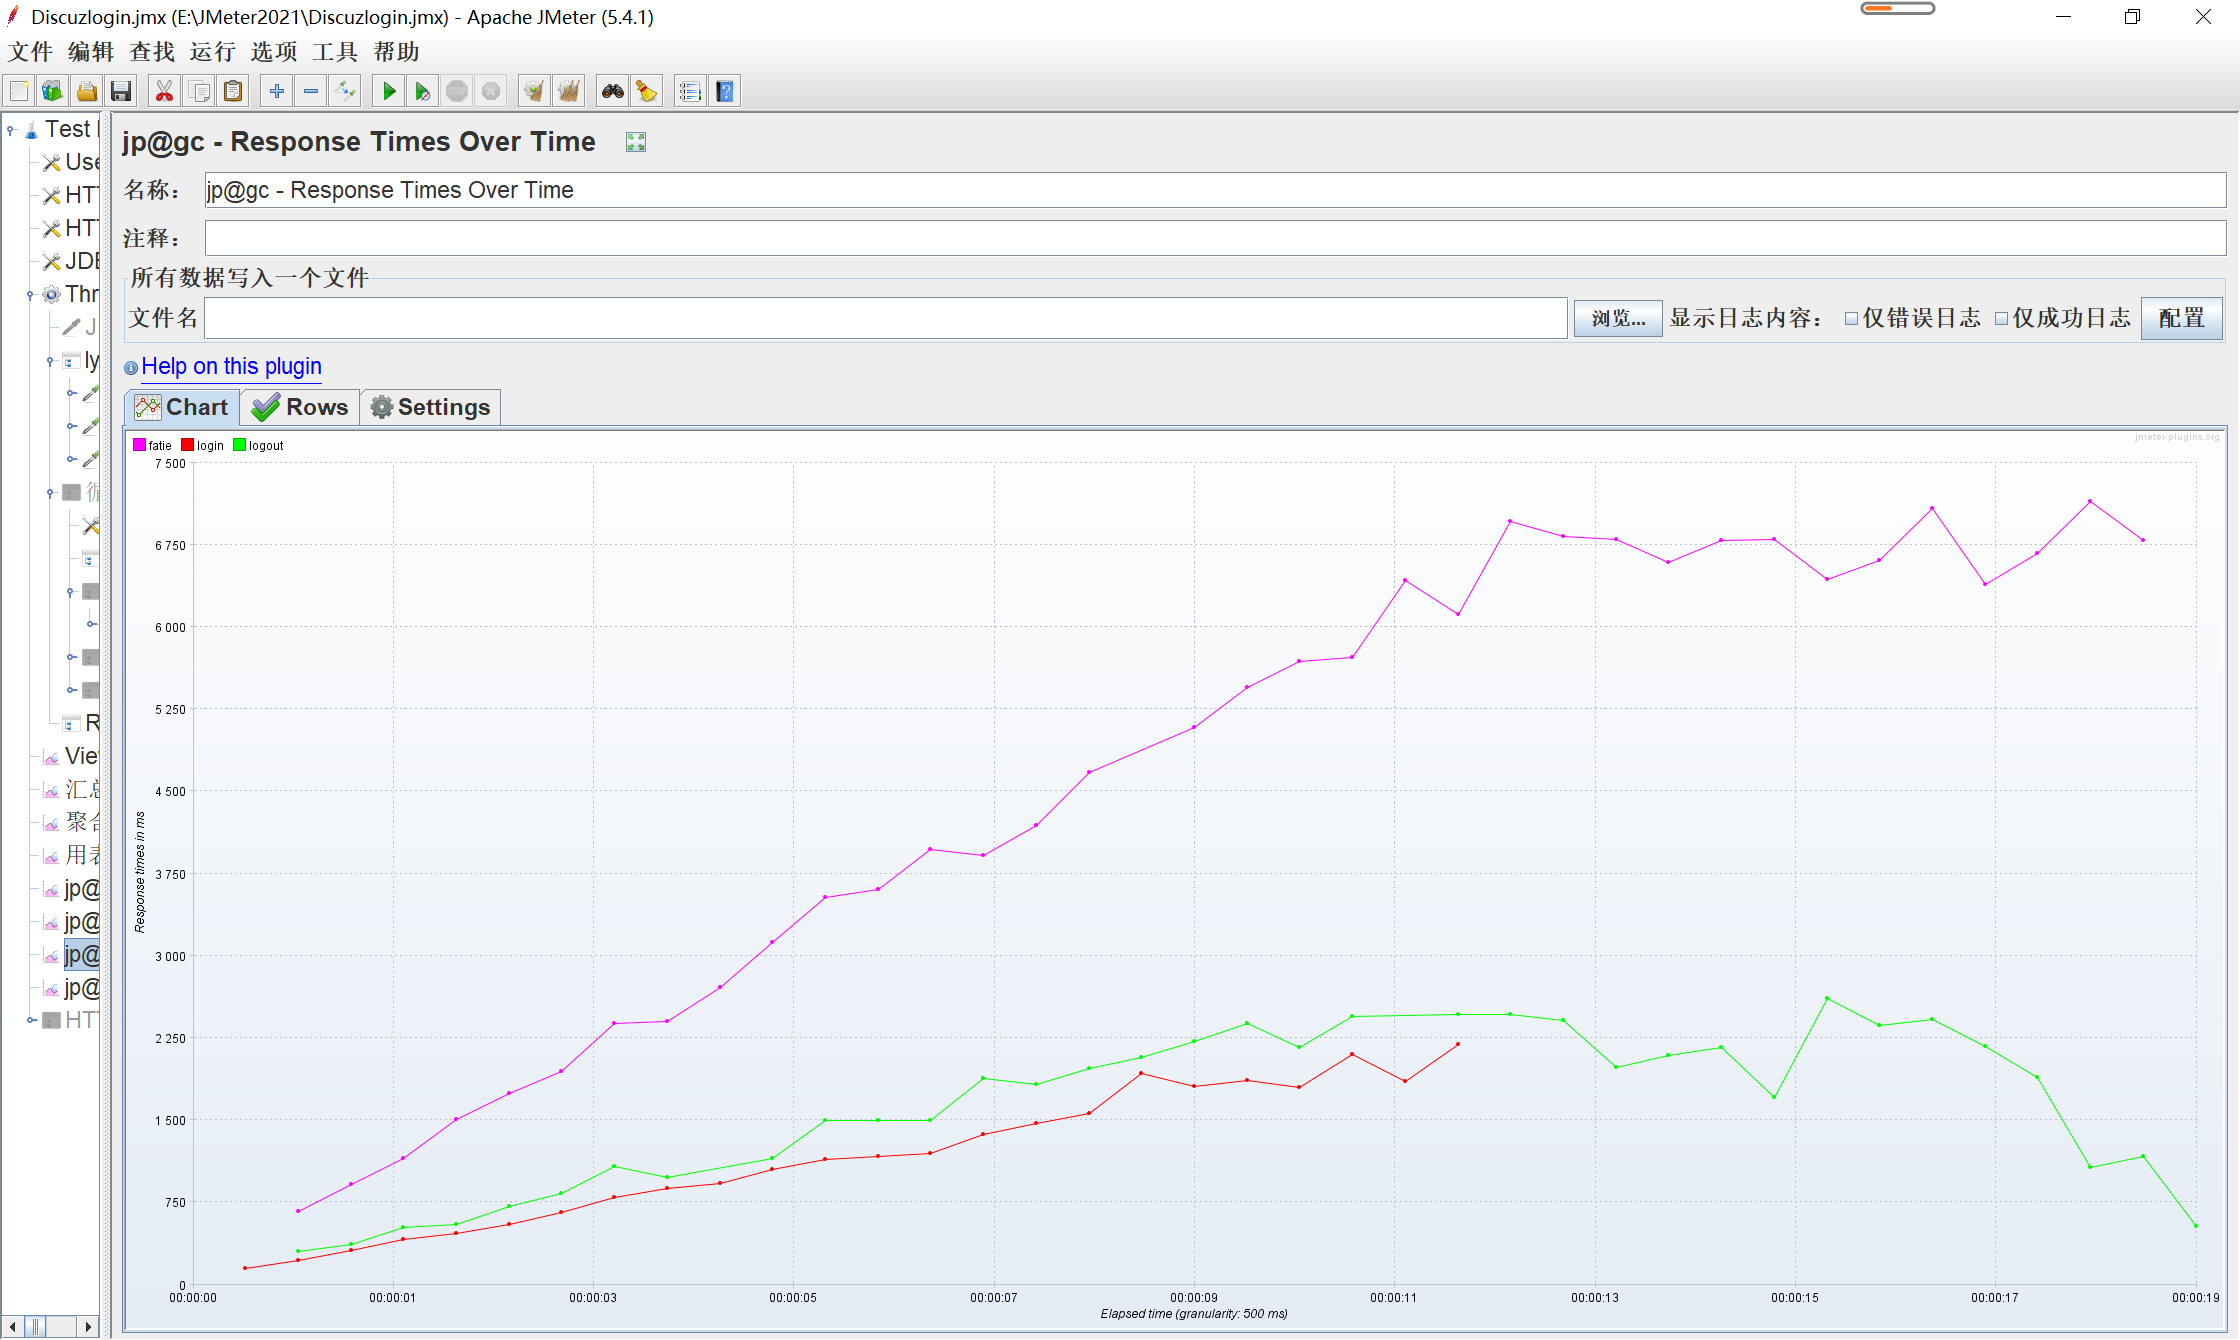 Discuzlogin.jmx (E:\JMeter2021\Discuzlogin.jmx) - Apache JMeter (5.4.1)
文件 编辑 查找 运行 选项 工具 帮助
Test
Use
HTT
HTT
JDB
Thr
J
ly
循
R
Vie
汇总
聚合
用表
jp@
jp@
jp@
jp@
HTT
jp@gc - Response Times Over Time
名称： jp@gc - Response Times Over Time
注释：
所有数据写入一个文件
文件名 浏览... 显示日志内容： 仅错误日志 仅成功日志 配置
Help on this plugin
Chart Rows Settings
fatie login logout
jmeter-plugins.org
7 500
6 750
6 000
5 250
4 500
3 750
3 000
2 250
1 500
750
0
Response times in ms
00:00:00 00:00:01 00:00:03 00:00:05 00:00:07 00:00:09 00:00:11 00:00:13 00:00:15 00:00:17 00:00:19
Elapsed time (granularity: 500 ms)